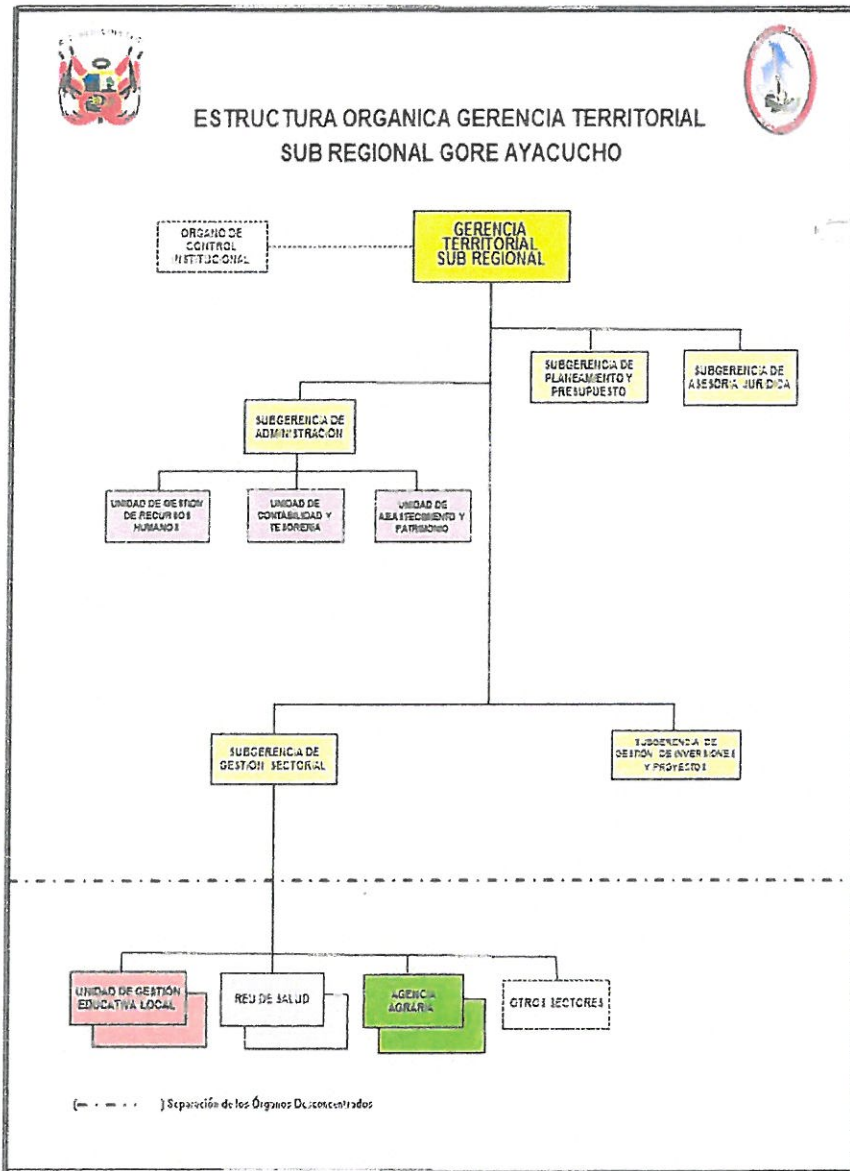 ESTRUCTURA ORGANICA GERENCIA TERRITORIAL
SUB REGIONAL GORE AYACUCHO
ORGANO DE
CONTROL
INSTITUCIONAL
GERENCIA
TERRITORIAL
SUB REGIONAL
SUBGERENCIA DE
PLANEAMIENTO Y
PRESUPUESTO
SUBGERENCIA DE
ASESORIA JURIDICA
SUBGERENCIA DE
ADMINISTRACION
UNIDAD DE GESTION
DE RECURSOS
HUMANOS
UNIDAD DE
CONTABILIDAD Y
TESORERIA
UNIDAD DE
ABASTECIMIENTO Y
PATRIMONIO
SUBGERENCIA DE
GESTION SECTORIAL
SUBGERENCIA DE
GESTION DE INVERSIONES
Y PROYECTOS
UNIDAD DE GESTIÓN
EDUCATIVA LOCAL
RED DE SALUD
AGENCIA
AGRARIA
OTROS SECTORES
(— - — - — - ) Separación de los Órganos Desconcentrados